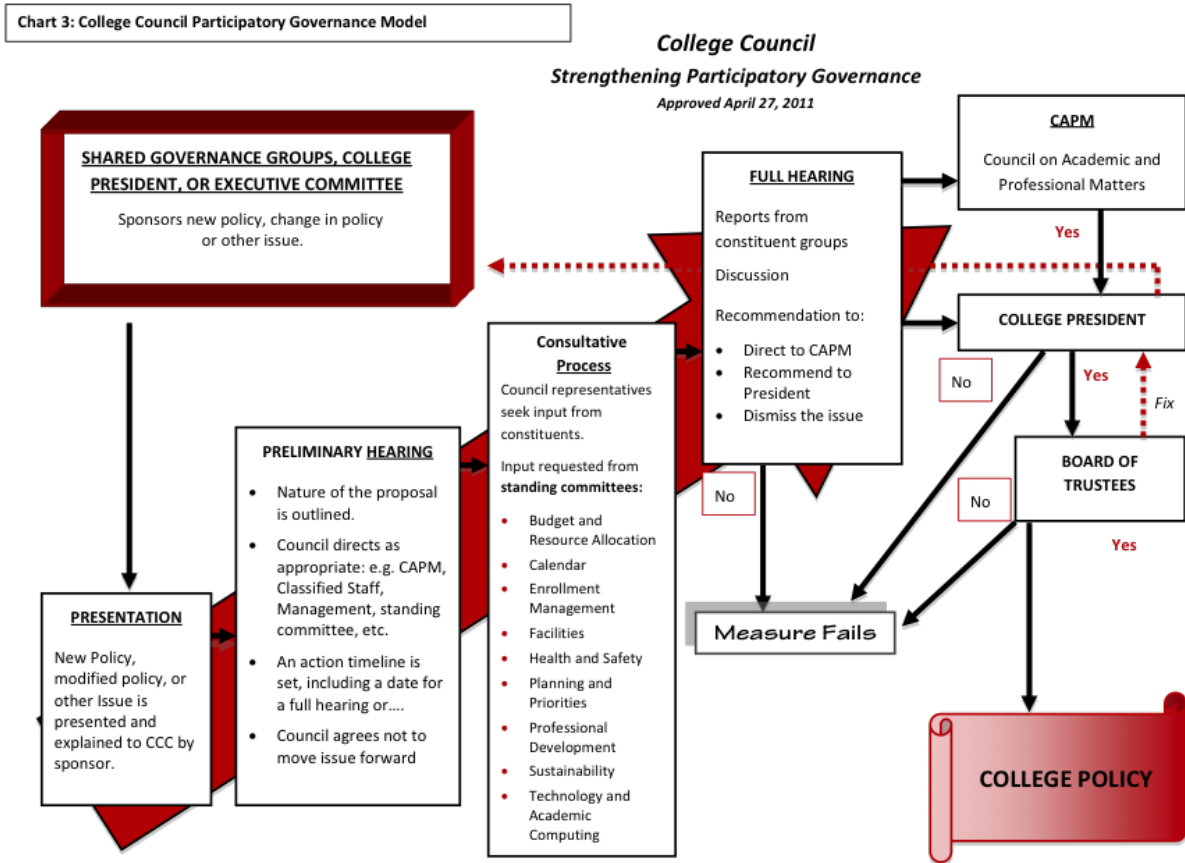 Chart 3: College Council Participatory Governance Model
College Council
Strengthening Participatory Governance
Approved April 27, 2011
SHARED GOVERNANCE GROUPS, COLLEGE
PRESIDENT, OR EXECUTIVE COMMITTEE
Sponsors new policy, change in policy
or other issue.
PRESENTATION
New Policy,
modified policy, or
other Issue is
presented and
explained to CCC by
sponsor.
PRELIMINARY HEARING
• Nature of the proposal
is outlined.
• Council directs as
appropriate: e.g. CAPM,
Classified Staff,
Management, standing
committee, etc.
• An action timeline is
set, including a date for
a full hearing or….
• Council agrees not to
move issue forward
Consultative
Process
Council representatives
seek input from
constituents.
Input requested from
standing committees:
• Budget and
Resource Allocation
• Calendar
• Enrollment
Management
• Facilities
• Health and Safety
• Planning and
Priorities
• Professional
Development
• Sustainability
• Technology and
Academic
Computing
FULL HEARING
Reports from
constituent groups
Discussion
Recommendation to:
• Direct to CAPM
• Recommend to
President
• Dismiss the issue
No
CAPM
Council on Academic and
Professional Matters
Yes
COLLEGE PRESIDENT
No
Yes
Fix
BOARD OF
TRUSTEES
No
Yes
Measure Fails
COLLEGE POLICY